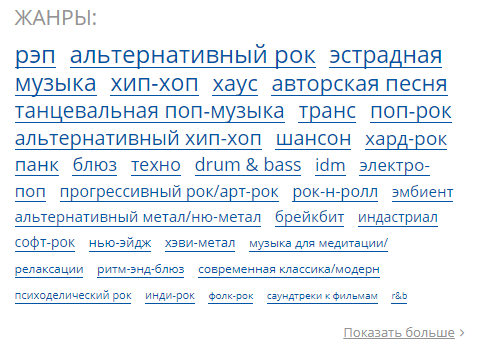 ЖАНРЫ:
рэп альтернативный рок эстрадная
музыка хип-хоп хаус авторская песня
танцевальная поп-музыка транс поп-рок
альтернативный хип-хоп шансон хард-рок
панк блюз техно drum & bass idm электро-
поп прогрессивный рок/арт-рок рок-н-ролл эмбиент
альтернативный метал/ню-метал брейкбит индастриал
софт-рок нью-эйдж хэви-метал музыка для медитации/
релаксации ритм-энд-блюз современная классика/модерн
психоделический рок инди-рок фолк-рок саундтреки к фильмам r&b
Показать больше >